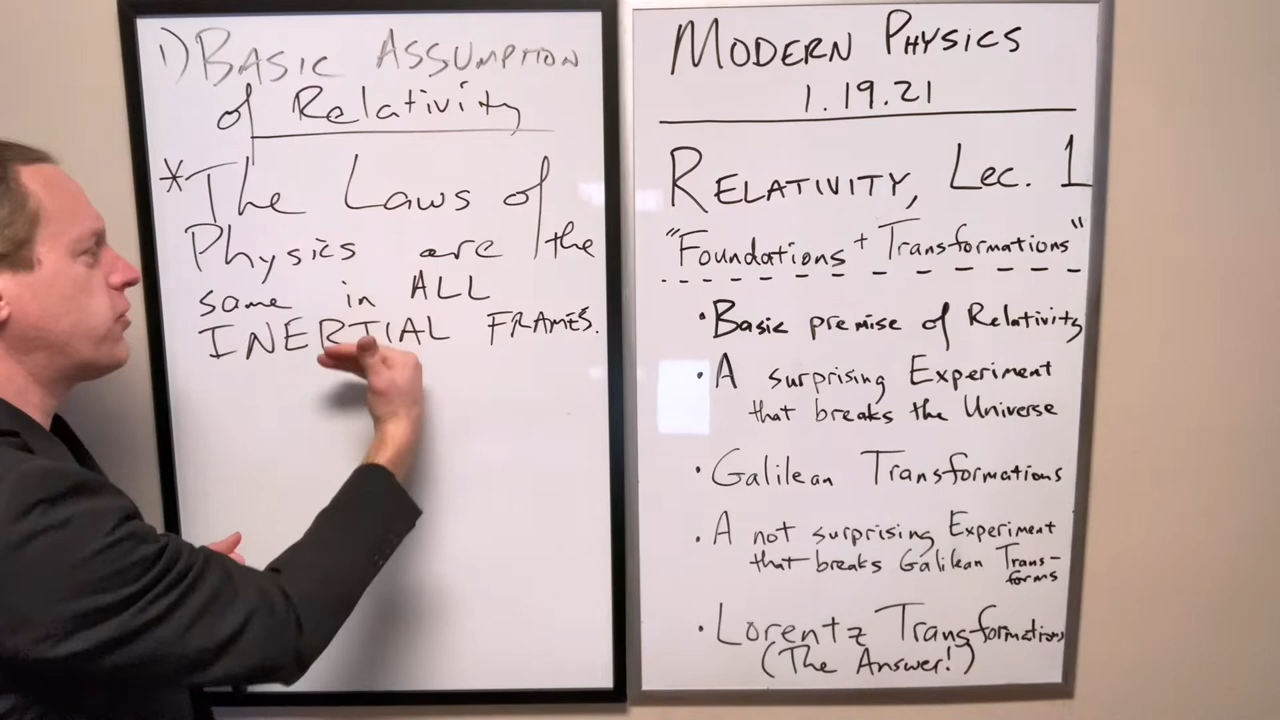 1) BASIC ASSUMPTION
of Relativity
* The Laws of
Physics are the
same in ALL
INERTIAL FRAMES.
MODERN PHYSICS
1.19.21
RELATIVITY, Lec. 1
"Foundations + Transformations"
• Basic premise of Relativity
• A surprising Experiment
that breaks the Universe
• Galilean Transformations
• A not surprising Experiment
that breaks Galilean Trans-
forms
• Lorentz Transformations
(The Answer!)